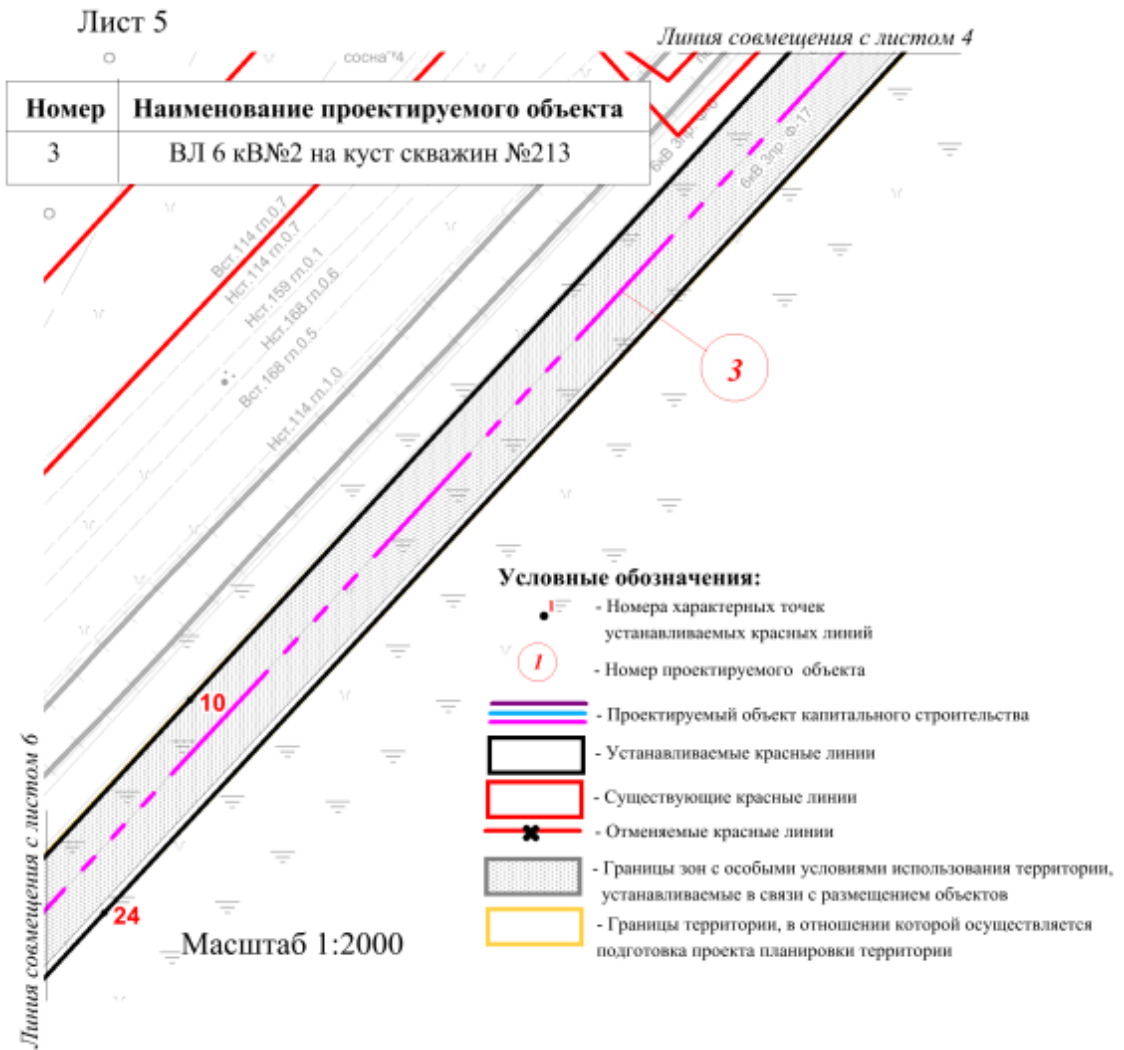 Лист 5
Линия совмещения с листом 4
сосна
Номер
Наименование проектируемого объекта
3
ВЛ 6 кВ№2 на куст скважин №213
6кВ 3пр. Ф-17
Вст.114 гл.0.7
Нст.114 гл.0.7
Нст.159 гл.0.1
Нст.168 гл.0.6
Вст.168 гл.0.5
Нст.114 гл.1.0
3
10
24
Линия совмещения с листом 6
Масштаб 1:2000
Условные обозначения:
- Номера характерных точек
устанавливаемых красных линий
1
- Номер проектируемого объекта
- Проектируемый объект капитального строительства
- Устанавливаемые красные линии
- Существующие красные линии
- Отменяемые красные линии
- Границы зон с особыми условиями использования территории,
устанавливаемые в связи с размещением объектов
- Границы территории, в отношении которой осуществляется
подготовка проекта планировки территории